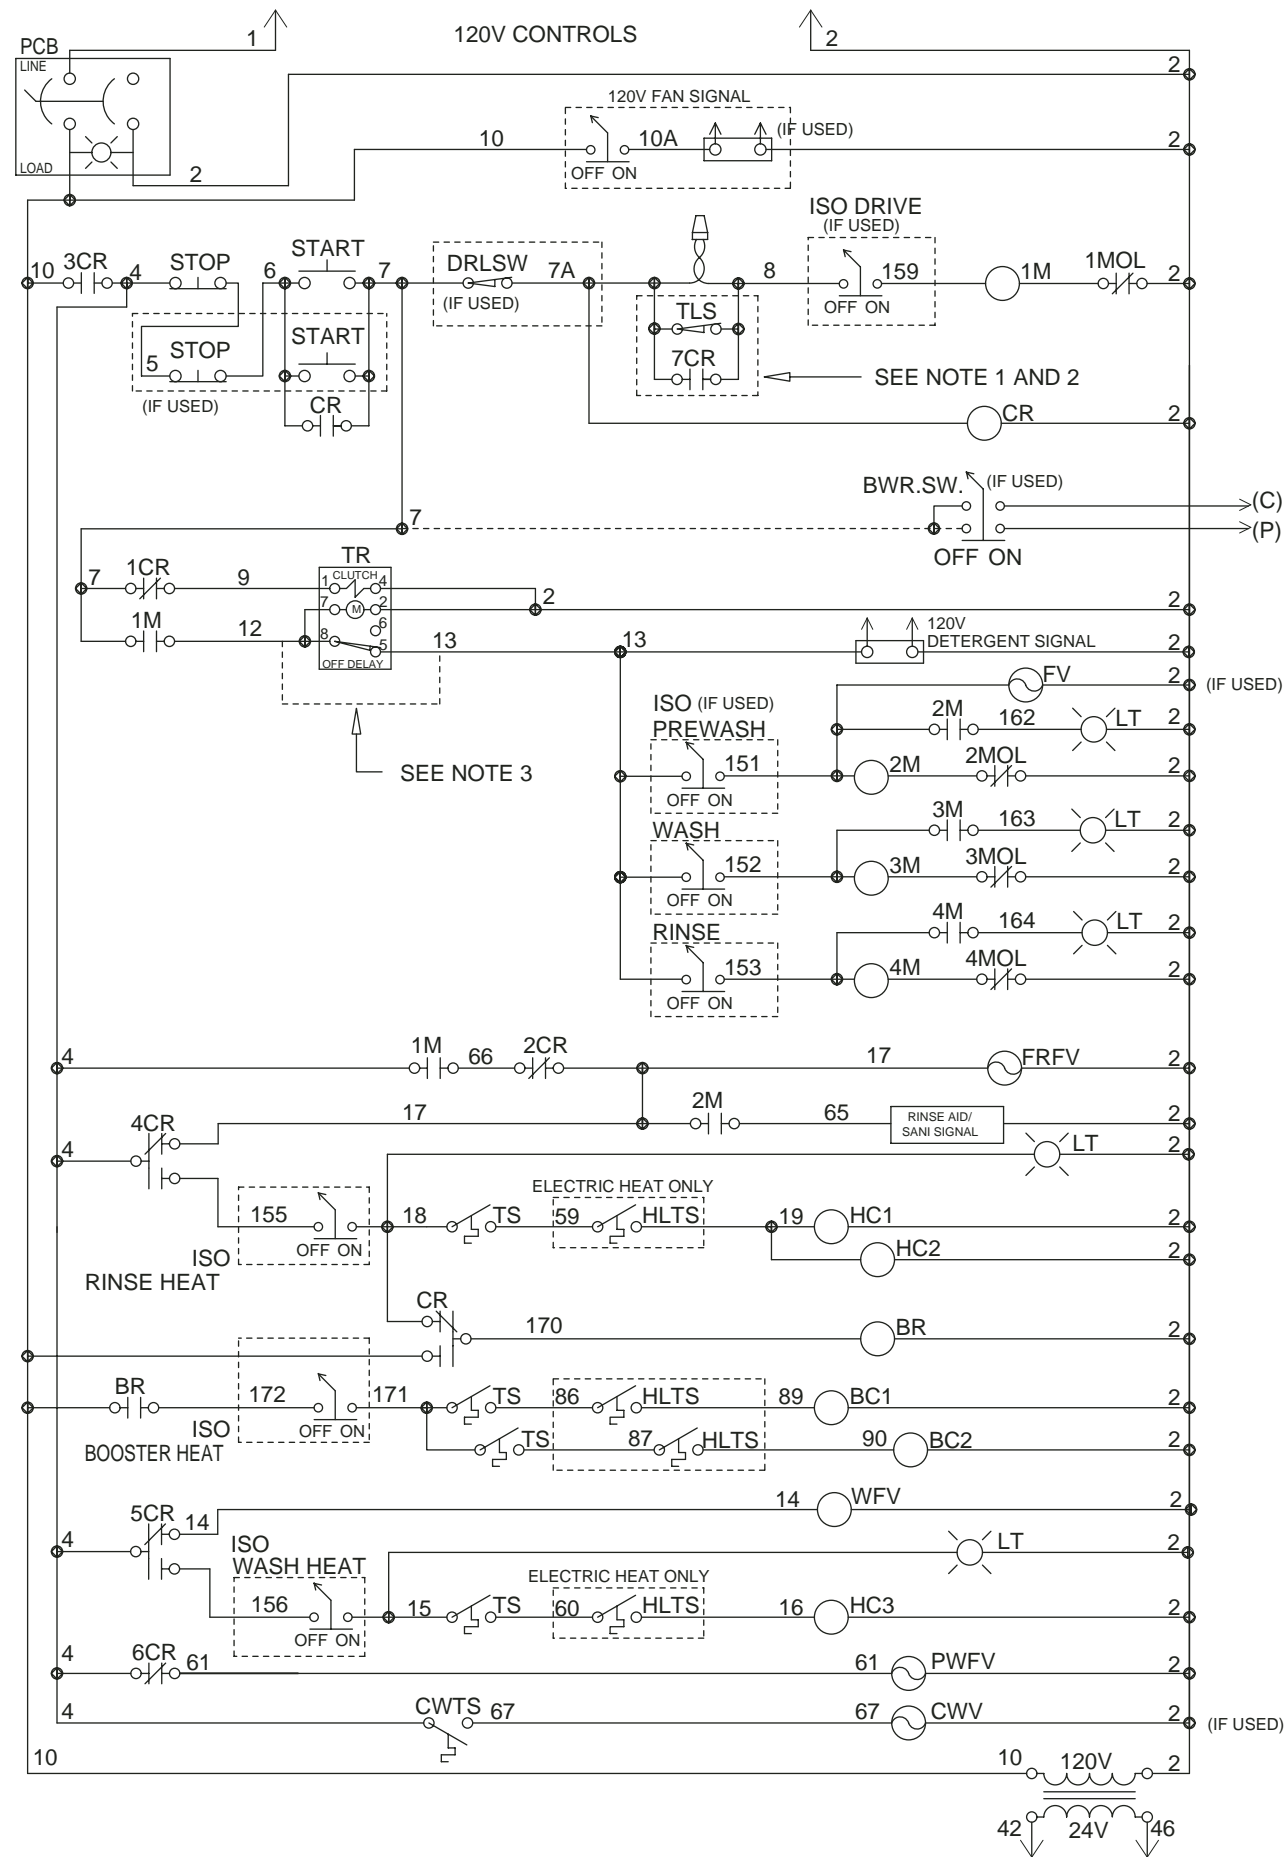 120V CONTROLS
1
2
PCB
LINE
LOAD
2
2
120V FAN SIGNAL
10
10A
(IF USED)
OFF ON
2
ISO DRIVE
(IF USED)
10
3CR
4
STOP
6
START
7
DRLSW
(IF USED)
7A
8
159
OFF ON
1M
1MOL
2
5
STOP
START
(IF USED)
TLS
7CR
SEE NOTE 1 AND 2
CR
CR
2
BWR.SW.
(IF USED)
(C)
7
(P)
OFF ON
TR
7
1CR
9
CLUTCH
1
4
7
M
2
2
2
6
1M
12
8
5
13
OFF DELAY
13
120V
DETERGENT SIGNAL
2
FV
2
(IF USED)
ISO (IF USED)
2M
162
LT
2
PREWASH
151
2M
2MOL
2
OFF ON
SEE NOTE 3
3M
163
LT
2
WASH
152
3M
3MOL
2
OFF ON
4M
164
LT
2
RINSE
153
4M
4MOL
2
OFF ON
4
1M
66
2CR
17
FRFV
2
17
2M
65
RINSE AID/
SANI SIGNAL
2
4CR
4
LT
2
ELECTRIC HEAT ONLY
155
OFF ON
18
TS
59
HLTS
19
HC1
2
ISO
RINSE HEAT
HC2
2
CR
170
BR
2
BR
172
OFF ON
171
TS
86
HLTS
89
BC1
2
ISO
BOOSTER HEAT
TS
87
HLTS
90
BC2
2
5CR
14
14
WFV
2
4
ISO
WASH HEAT
LT
2
ELECTRIC HEAT ONLY
156
OFF ON
15
TS
60
HLTS
16
HC3
2
4
6CR
61
61
PWFV
2
4
CWTS
67
67
CWV
2
(IF USED)
10
10
120V
2
42
24V
46